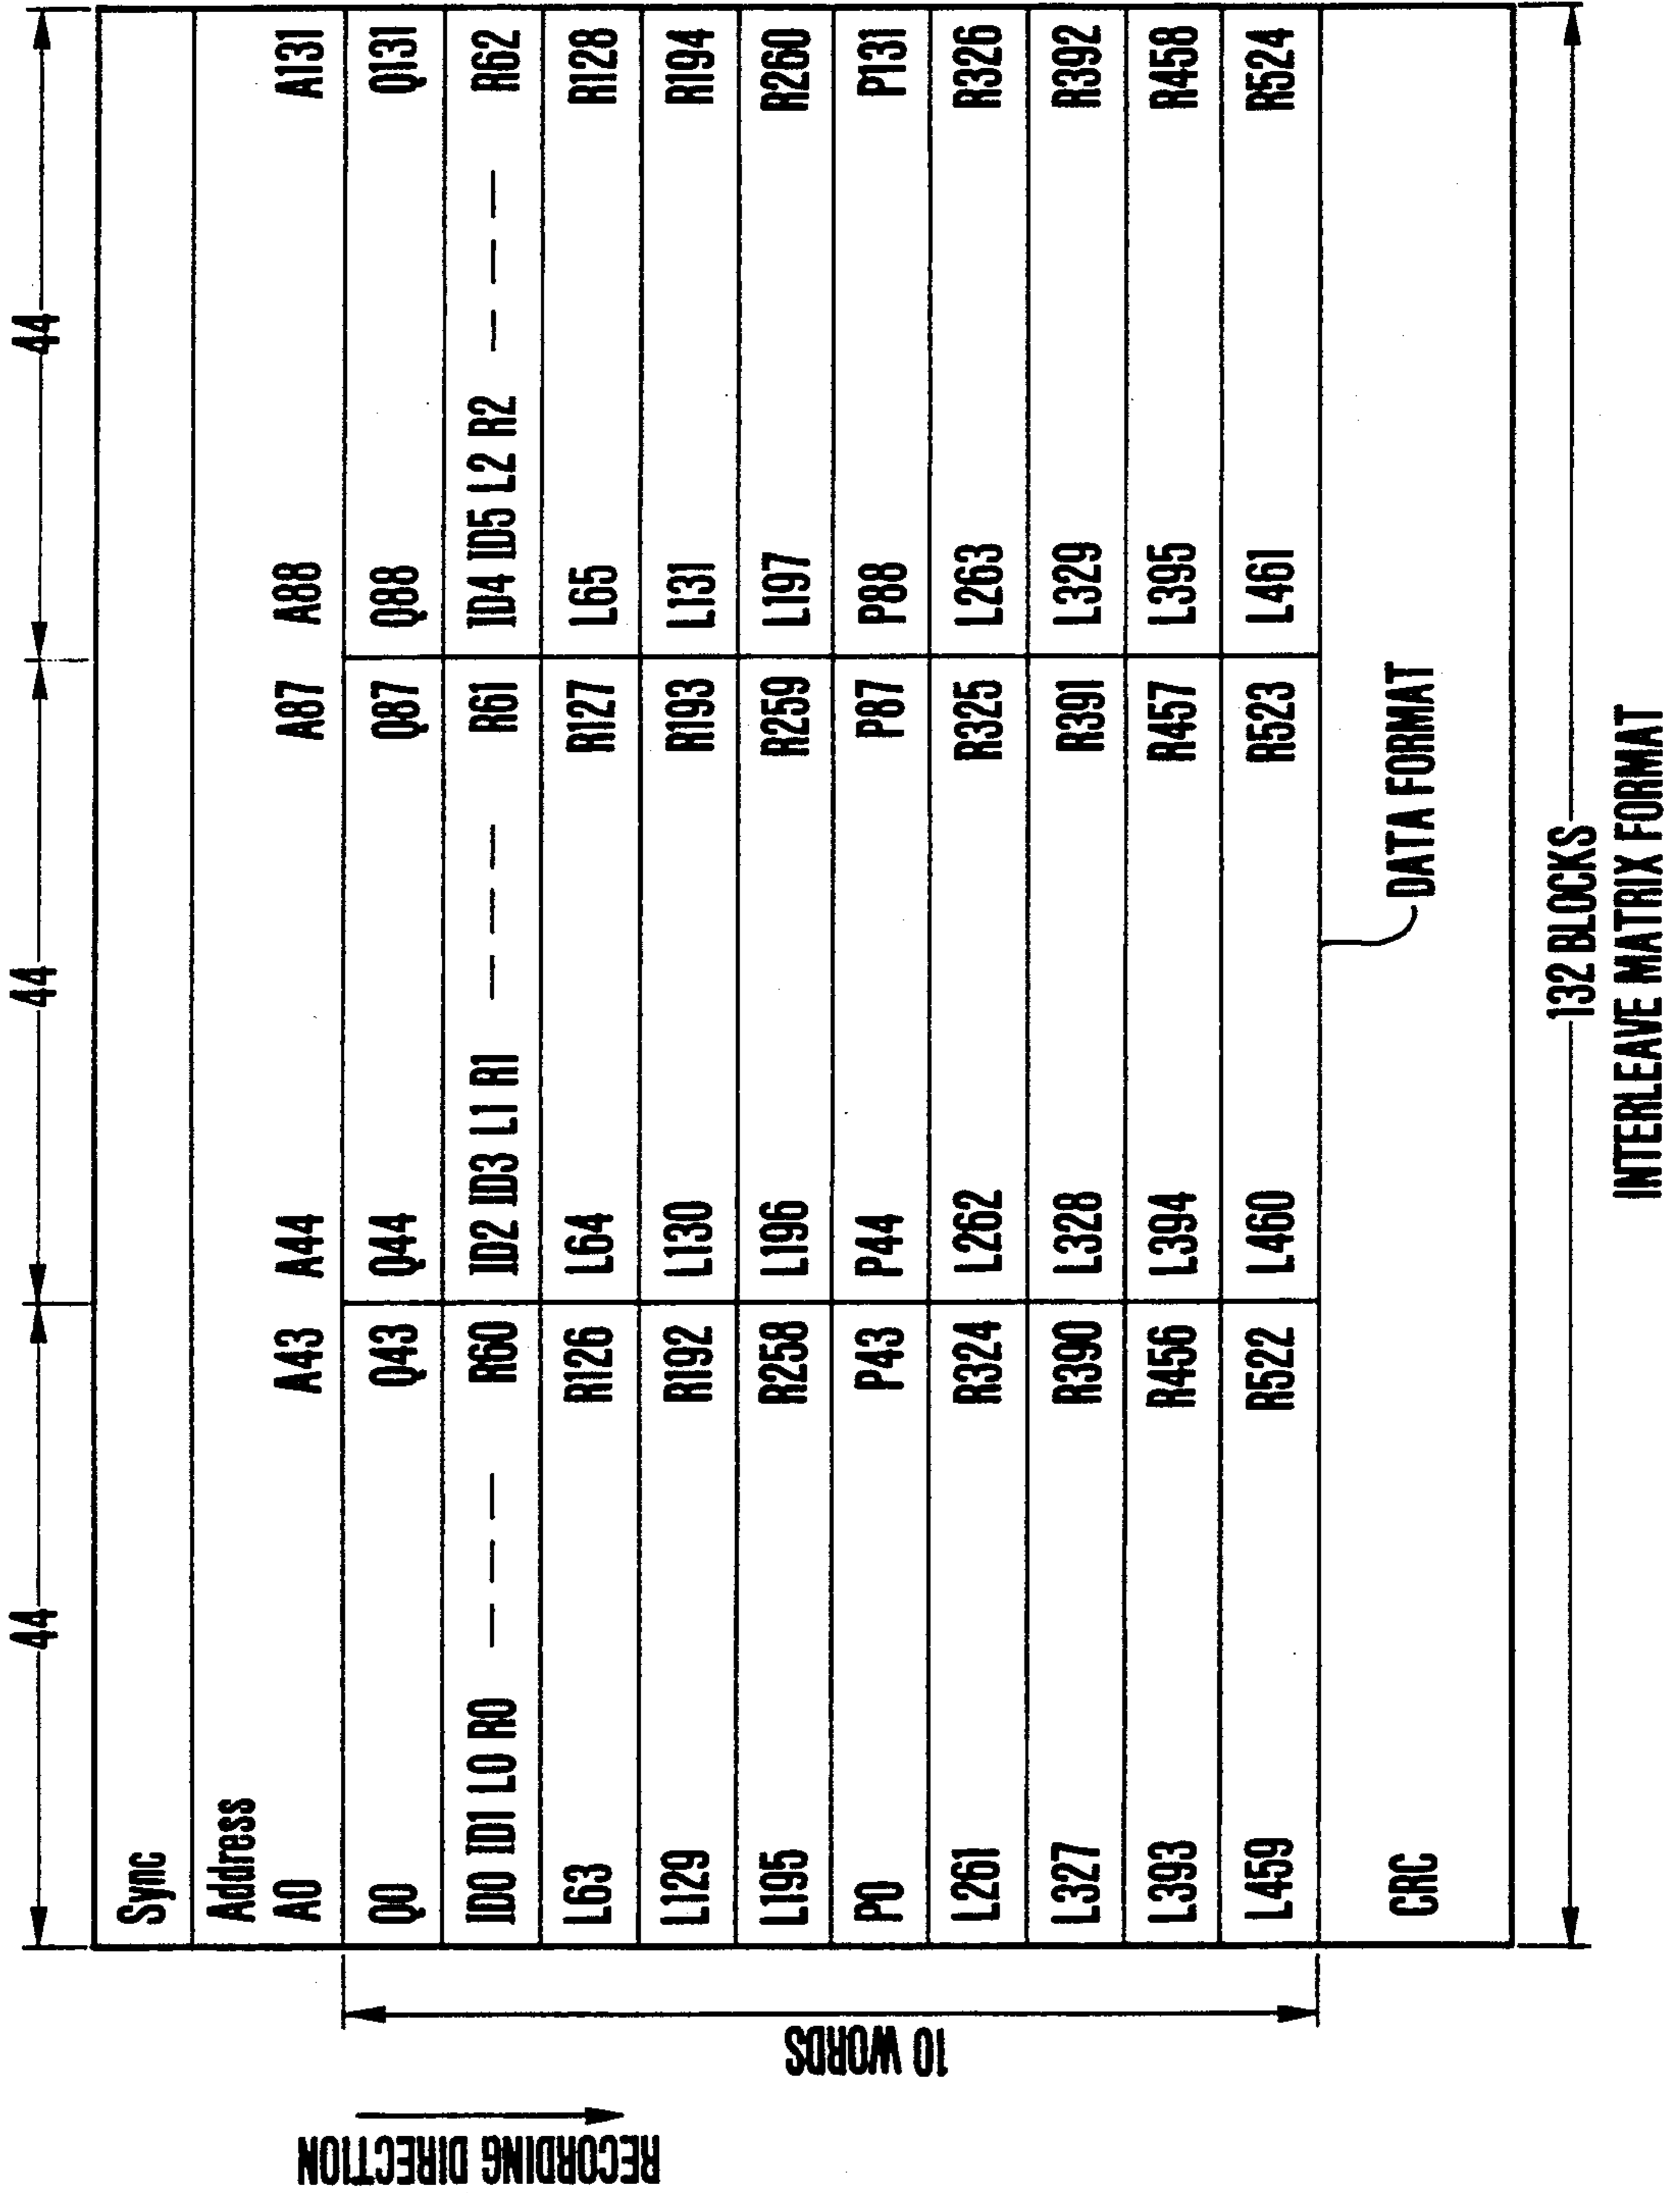 44 44 44
Sync
Address
A0 A43 A44 A87 A88 A131
Q0 Q43 Q44 Q87 Q88 Q131
ID0 ID1 L0 R0 — — — R60 ID2 ID3 L1 R1 — — — R61 ID4 ID5 L2 R2 — — — R62
L63 R126 L64 R127 L65 R128
L129 R192 L130 R193 L131 R194
L195 R258 L196 R259 L197 R260
P0 P43 P44 P87 P88 P131
L261 R324 L262 R325 L263 R326
L327 R390 L328 R391 L329 R392
L393 R456 L394 R457 L395 R458
L459 R522 L460 R523 L461 R524
CRC
RECORDING DIRECTION
10 WORDS
DATA FORMAT
132 BLOCKS
INTERLEAVE MATRIX FORMAT